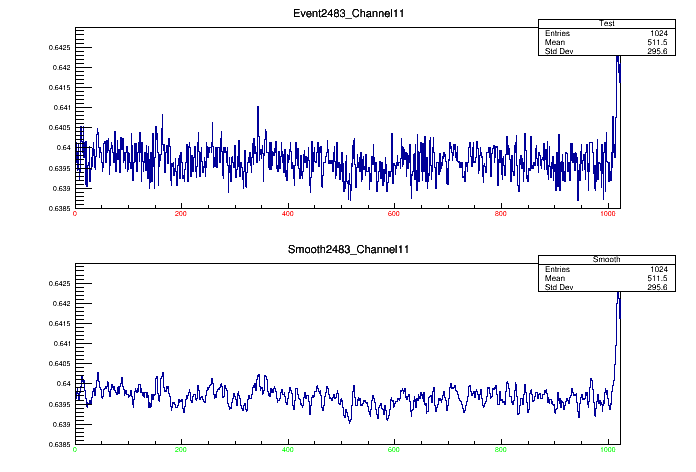 Event2483_Channel11
Test
Entries 1024
Mean 511.5
Std Dev 295.6
0.6425
0.642
0.6415
0.641
0.6405
0.64
0.6395
0.639
0.6385
0 200 400 600 800 1000
Smooth2483_Channel11
Smooth
Entries 1024
Mean 511.5
Std Dev 295.6
0.6425
0.642
0.6415
0.641
0.6405
0.64
0.6395
0.639
0.6385
0 200 400 600 800 1000